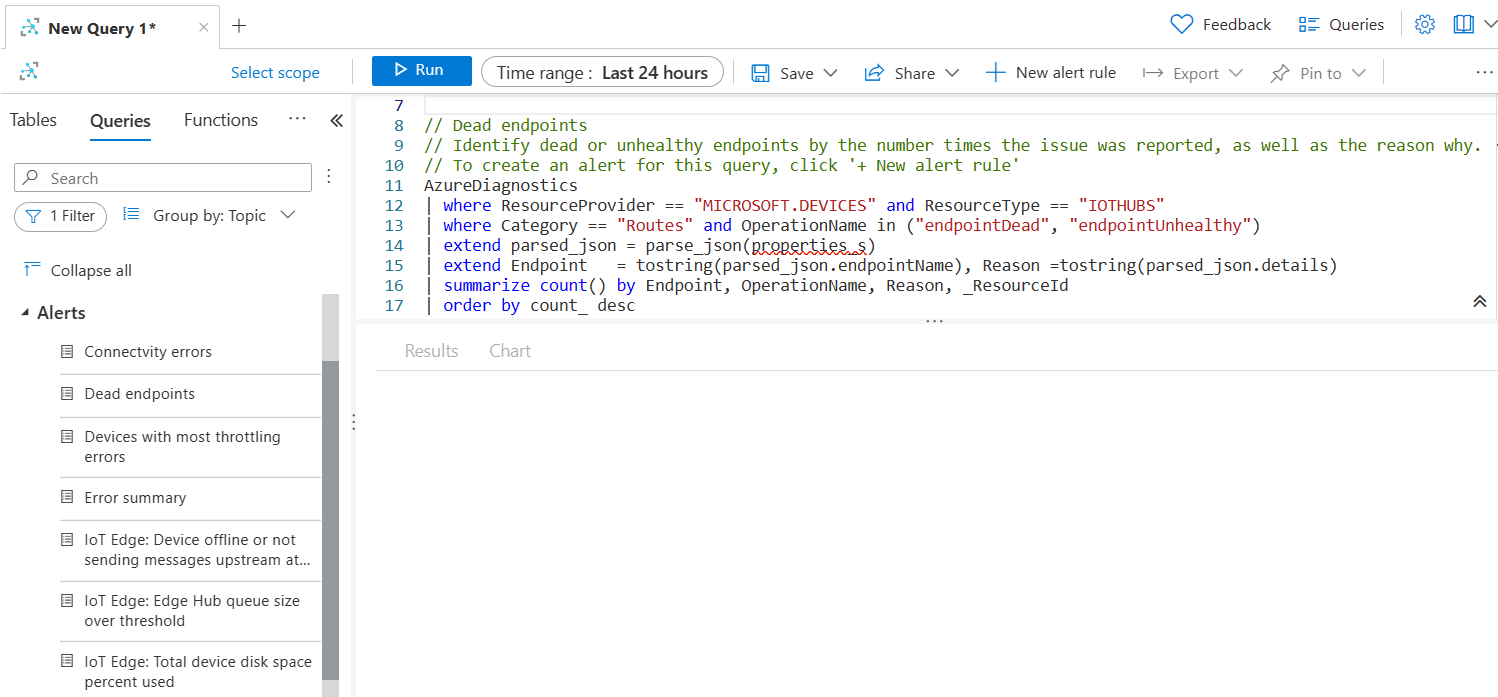 New Query 1*
Feedback
Queries
Select scope
Run
Time range : Last 24 hours
Save
Share
New alert rule
Export
Pin to
Tables
Queries
Functions
Search
1 Filter
Group by: Topic
Collapse all
Alerts
Connectvity errors
Dead endpoints
Devices with most throttling
errors
Error summary
IoT Edge: Device offline or not
sending messages upstream at...
IoT Edge: Edge Hub queue size
over threshold
IoT Edge: Total device disk space
percent used
7
8 // Dead endpoints
9 // Identify dead or unhealthy endpoints by the number times the issue was reported, as well as the reason why.
10 // To create an alert for this query, click '+ New alert rule'
11 AzureDiagnostics
12 | where ResourceProvider == "MICROSOFT.DEVICES" and ResourceType == "IOTHUBS"
13 | where Category == "Routes" and OperationName in ("endpointDead", "endpointUnhealthy")
14 | extend parsed_json = parse_json(properties_s)
15 | extend Endpoint   = tostring(parsed_json.endpointName), Reason =tostring(parsed_json.details)
16 | summarize count() by Endpoint, OperationName, Reason, _ResourceId
17 | order by count_ desc
Results
Chart